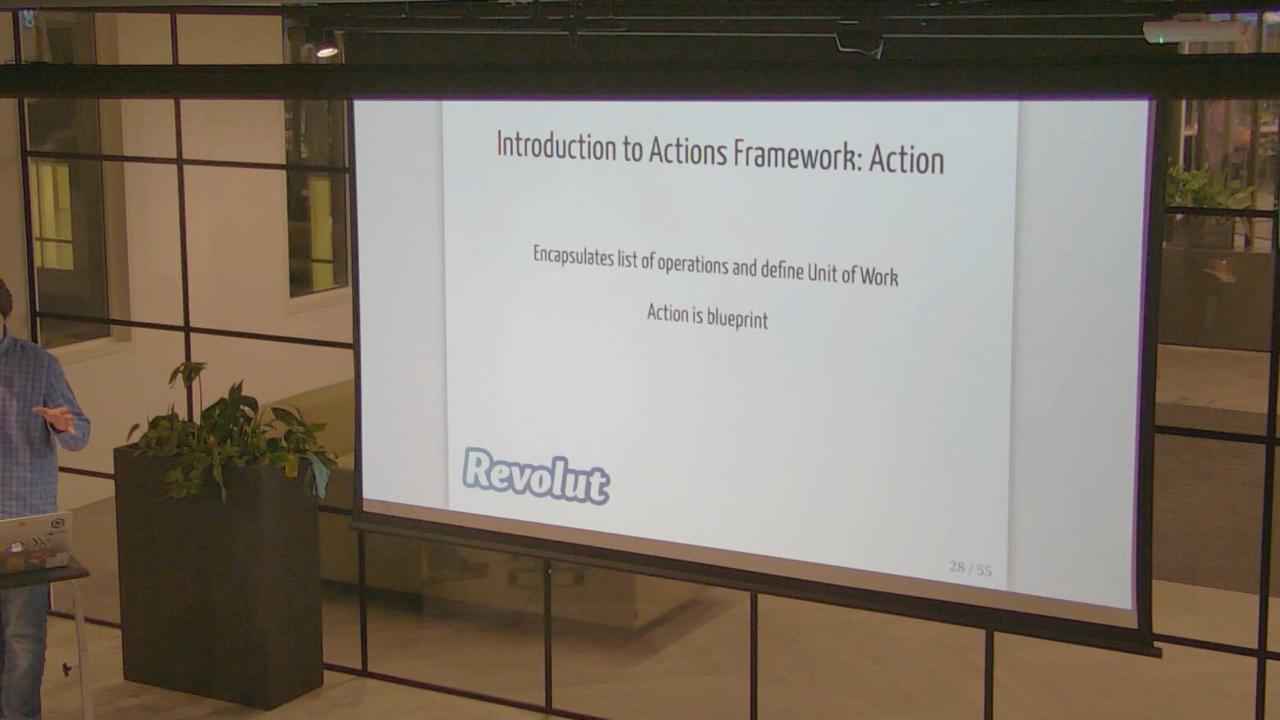 Introduction to Actions Framework: Action
Encapsulates list of operations and define Unit of Work
Action is blueprint
Revolut
28 / 55